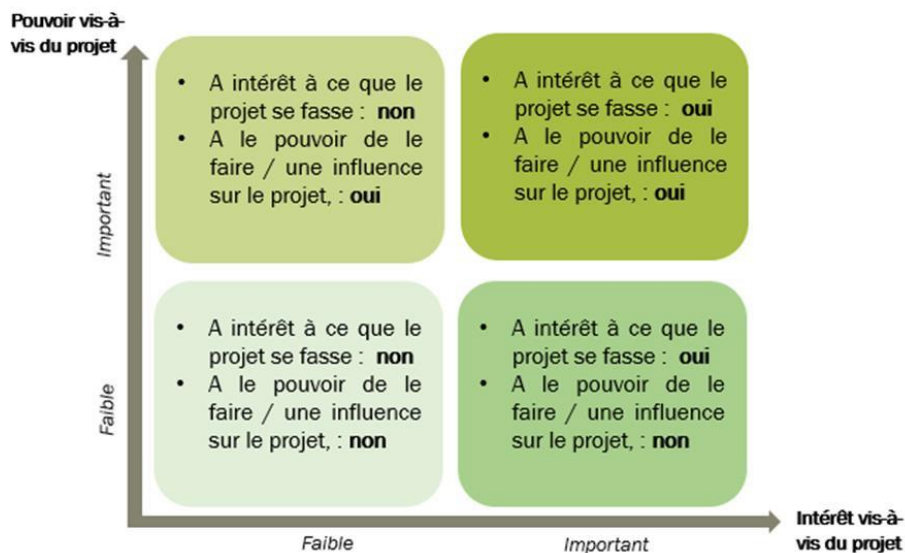 Pouvoir vis-à-
vis du projet
Important
• A intérêt à ce que le
projet se fasse : non
• A le pouvoir de le
faire / une influence
sur le projet, : oui
• A intérêt à ce que le
projet se fasse : oui
• A le pouvoir de le
faire / une influence
sur le projet, : oui
Faible
• A intérêt à ce que le
projet se fasse : non
• A le pouvoir de le
faire / une influence
sur le projet, : non
• A intérêt à ce que le
projet se fasse : oui
• A le pouvoir de le
faire / une influence
sur le projet, : non
Faible
Important
Intérêt vis-à-
vis du projet